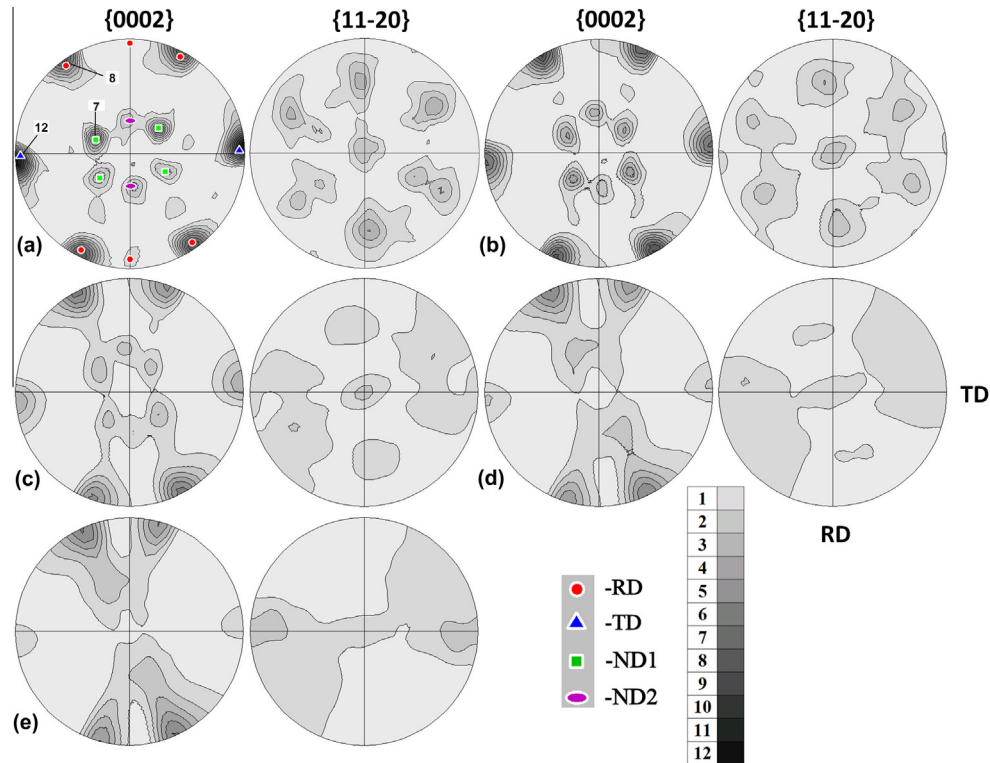 {0002} {11-20} {0002} {11-20}
8
7
12
(a) (b)
TD
(c) (d)
RD
1
2
3
4
5
6
7
8
9
10
11
12
-RD
-TD
-ND1
-ND2
(e)